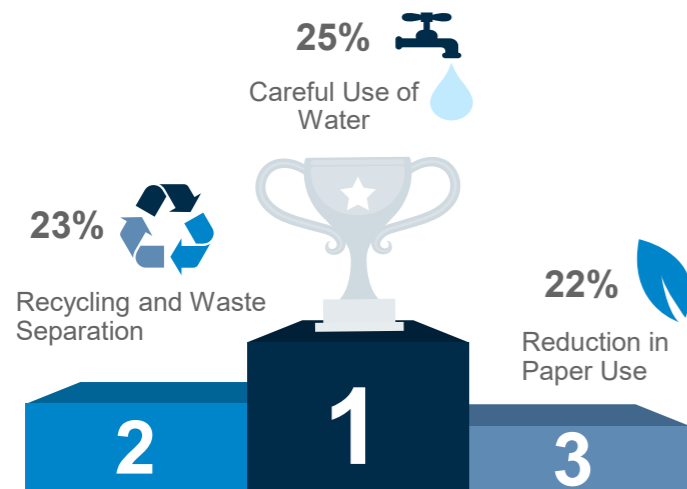 25%
Careful Use of
Water
23%
Recycling and Waste
Separation
22%
Reduction in
Paper Use
1
2
3